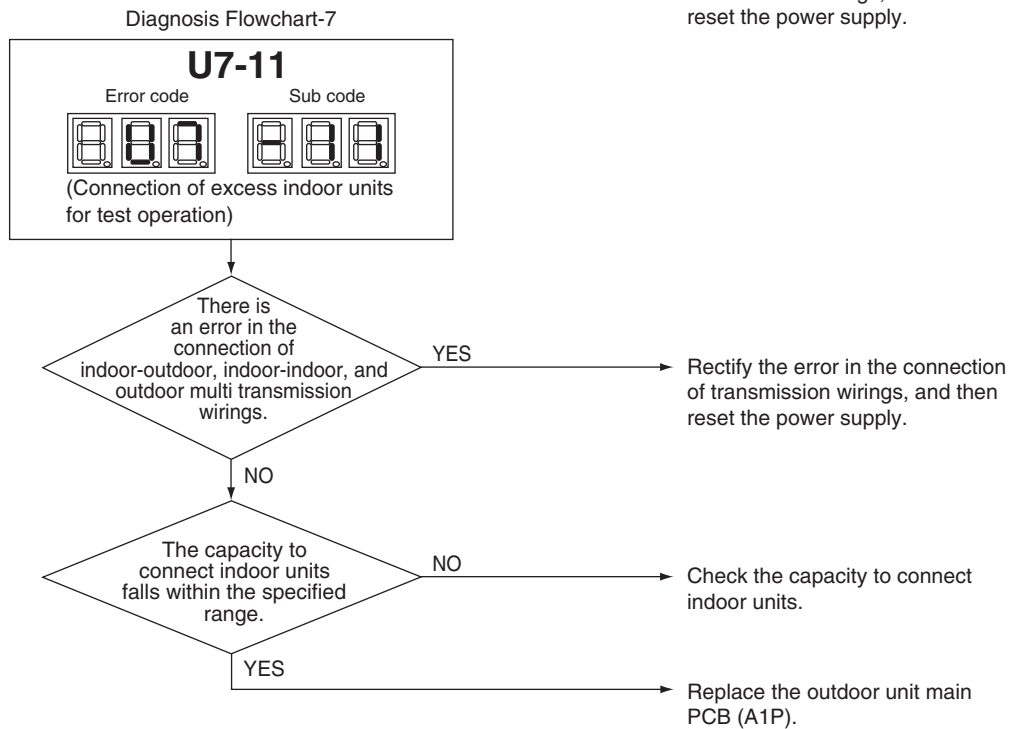 reset the power supply.
Diagnosis Flowchart-7
U7-11
Error code
Sub code
U7
-11
(Connection of excess indoor units
for test operation)
There is
an error in the
connection of
indoor-outdoor, indoor-indoor, and
outdoor multi transmission
wirings.
YES
Rectify the error in the connection
of transmission wirings, and then
reset the power supply.
NO
The capacity to
connect indoor units
falls within the specified
range.
NO
Check the capacity to connect
indoor units.
YES
Replace the outdoor unit main
PCB (A1P).